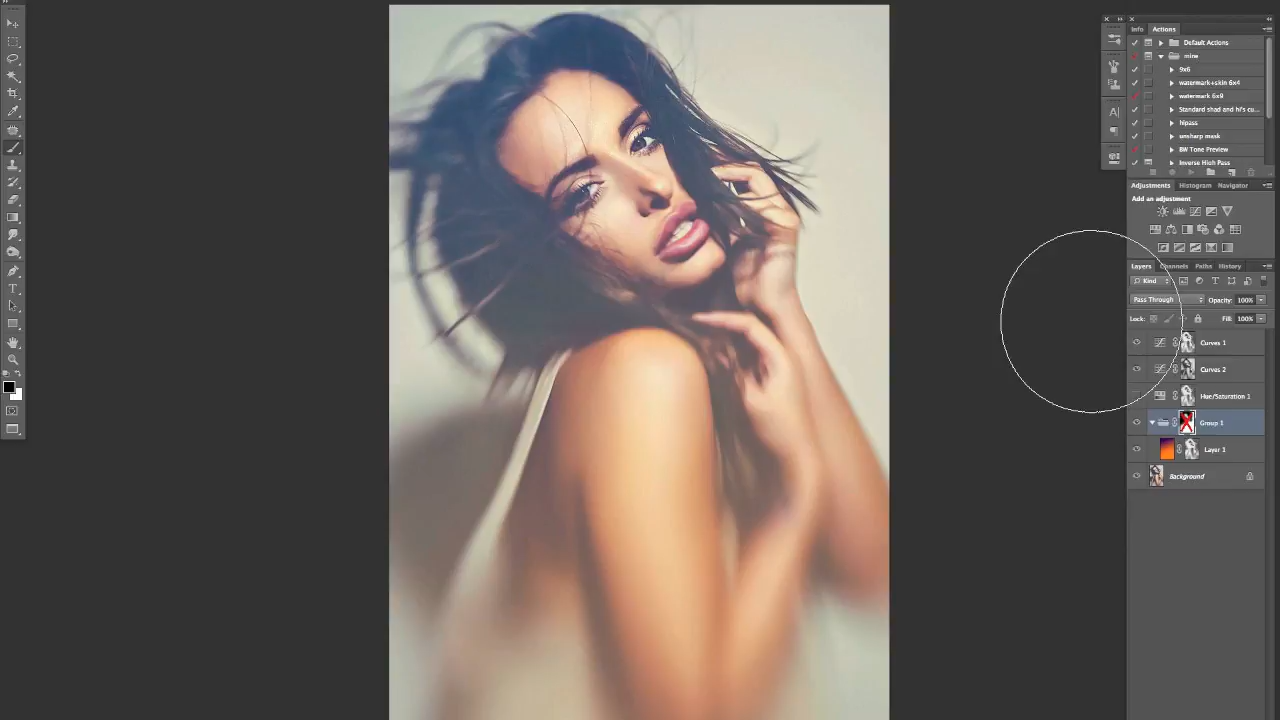 Info Actions
Default Actions
mine
9x6
watermark+skin 6x4
watermark 6x9
Standard shad and hi's cu...
hipass
unsharp mask
BW Tone Preview
Inverse High Pass
Adjustments Histogram Navigator
Add an adjustment
Layers Channels Paths History
Kind
Pass Through Opacity: 100%
Lock: Fill: 100%
Curves 1
Curves 2
Hue/Saturation 1
Group 1
Layer 1
Background